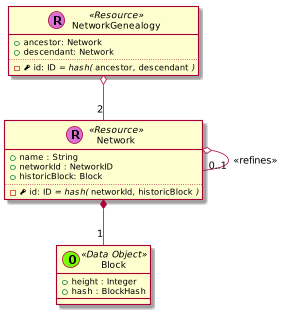 R
«Resource»
NetworkGenealogy
ancestor: Network
descendant: Network
id: ID = hash( ancestor, descendant )
2
R
«Resource»
Network
name : String
networkId : NetworkID
historicBlock: Block
id: ID = hash( networkId, historicBlock )
0..1
«refines»
1
O
«Data Object»
Block
height : Integer
hash : BlockHash